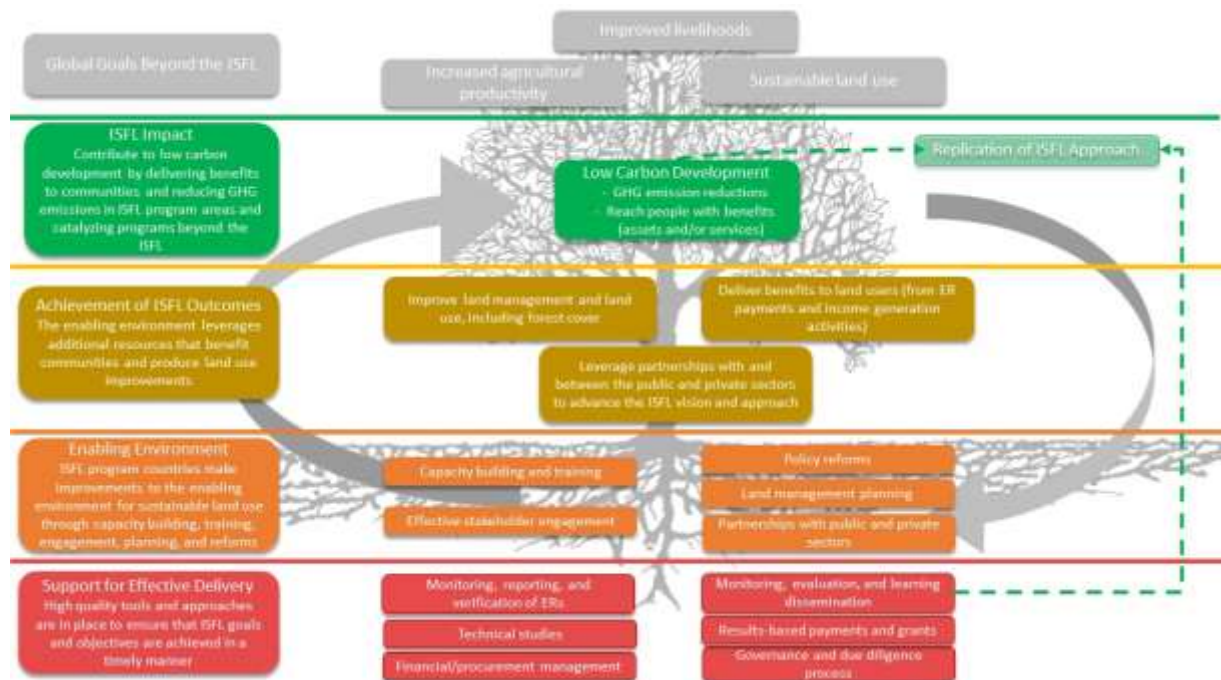 Global Goals Beyond the ISFL
Improved livelihoods
Increased agricultural
productivity
Sustainable land use
ISFL Impact
Contribute to low carbon
development by delivering benefits
to communities and reducing GHG
emissions in ISFL program areas and
catalyzing programs beyond the
ISFL
Low Carbon Development
- GHG emission reductions
- Reach people with benefits
(assets and/or services)
Replication of ISFL Approach
Achievement of ISFL Outcomes
The enabling environment leverages
additional resources that benefit
communities and produce land use
improvements
Improve land management and land
use, including forest cover
Deliver benefits to land users (from ER
payments and income generation
activities)
Leverage partnerships with and
between the public and private sectors
to advance the ISFL vision and approach
Enabling Environment
ISFL program countries make
improvements to the enabling
environment for sustainable land use
through capacity building, training,
engagement, planning, and reforms
Capacity building and training
Effective stakeholder engagement
Policy reforms
Land management planning
Partnerships with public and private
sectors
Support for Effective Delivery
High quality tools and approaches
are in place to ensure that ISFL goals
and objectives are achieved in a
timely manner
Monitoring, reporting, and
verification of ERs
Technical studies
Financial/procurement management
Monitoring, evaluation, and learning
dissemination
Results-based payments and grants
Governance and due diligence
process